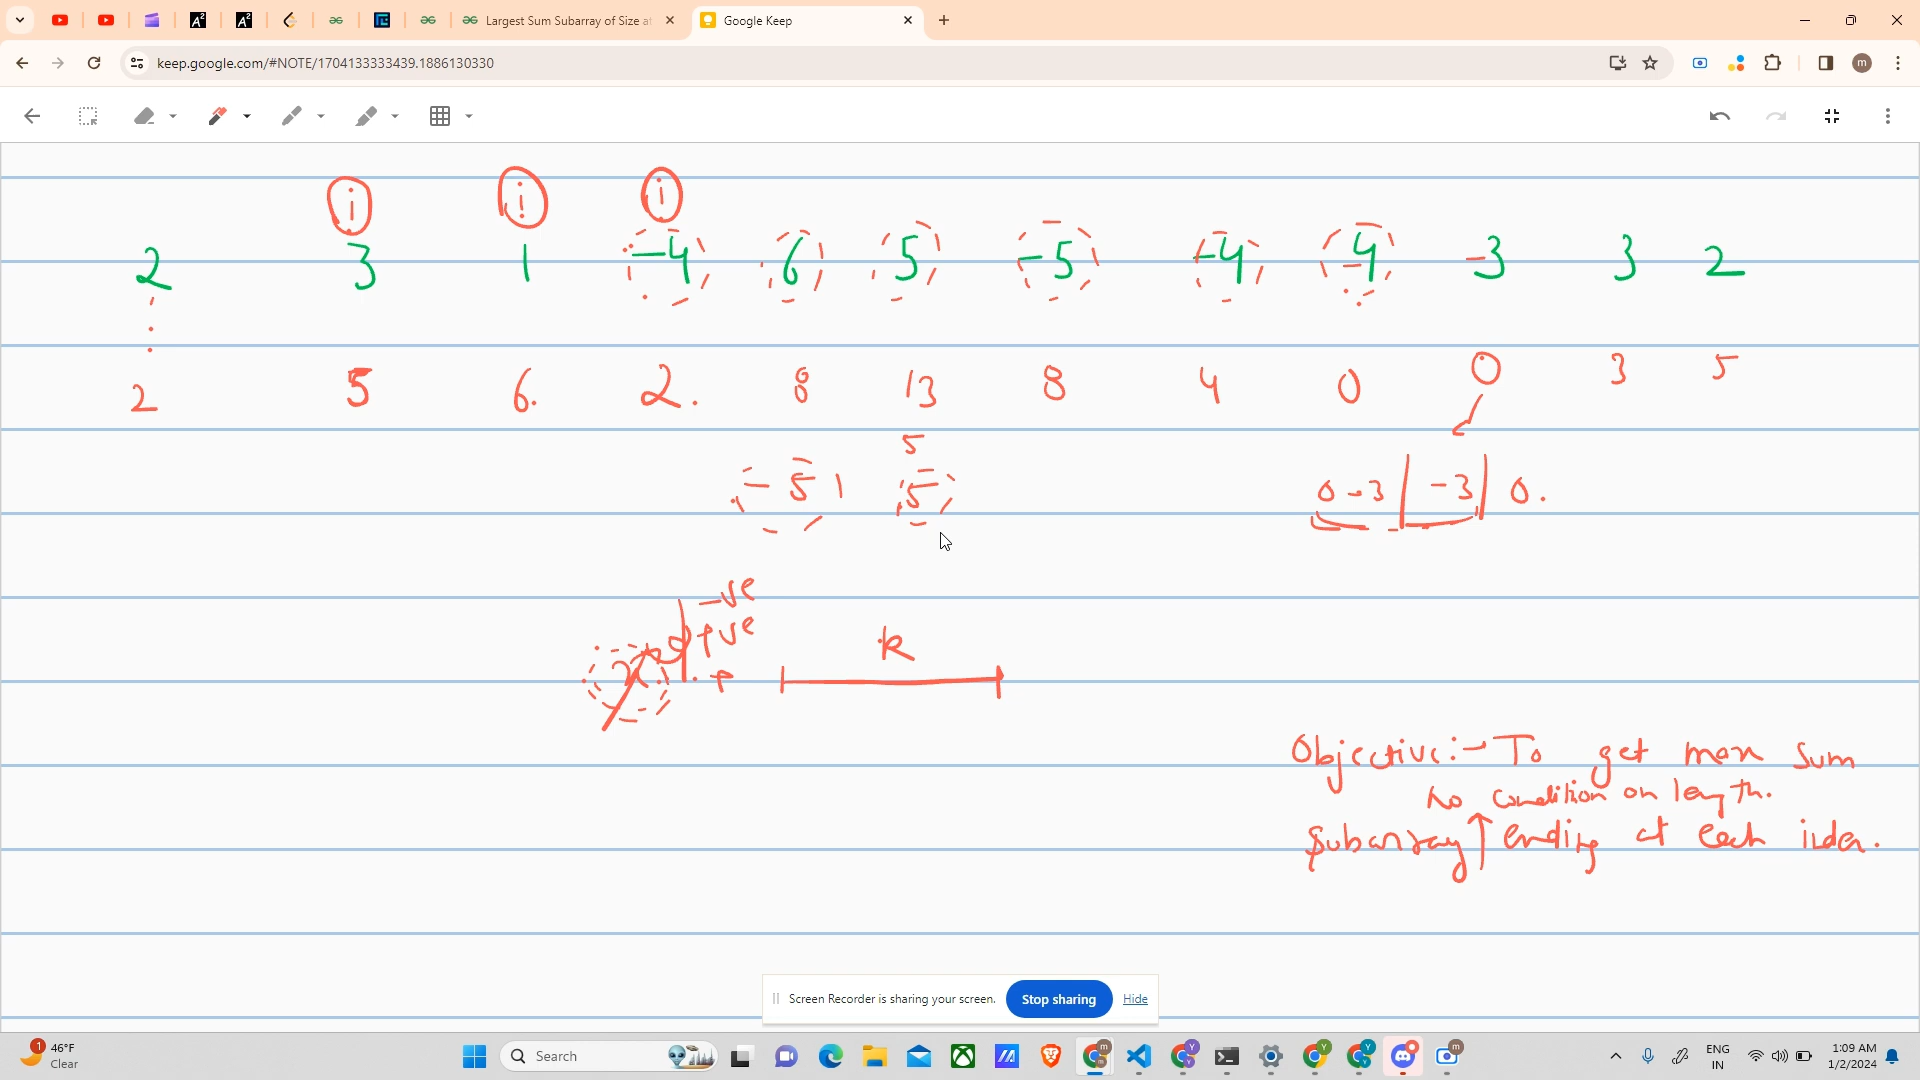 Largest Sum Subarray of Size at
Google Keep
keep.google.com/#NOTE/1704133333439.1886130330
m
i i i
2 3 1 -4 6 5 -5 -4 -4 -3 3 2
2 5 6. 2. 8 13 8 4 0 0 3 5
5
-5 5 0-3 -3 0.
-ve
+ve
k
+
Objective:- To get max sum
no condition on length.
subarray ending at each index.
Screen Recorder is sharing your screen. Stop sharing Hide
1
46°F
Clear
Search
ENG
IN
1:09 AM
1/2/2024